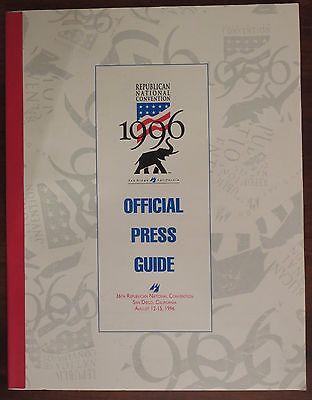 REPUBLICAN
NATIONAL
CONVENTION
1996
SAN DIEGO CALIFORNIA
OFFICIAL
PRESS
GUIDE
36TH REPUBLICAN NATIONAL CONVENTION
SAN DIEGO, CALIFORNIA
AUGUST 12-15, 1996